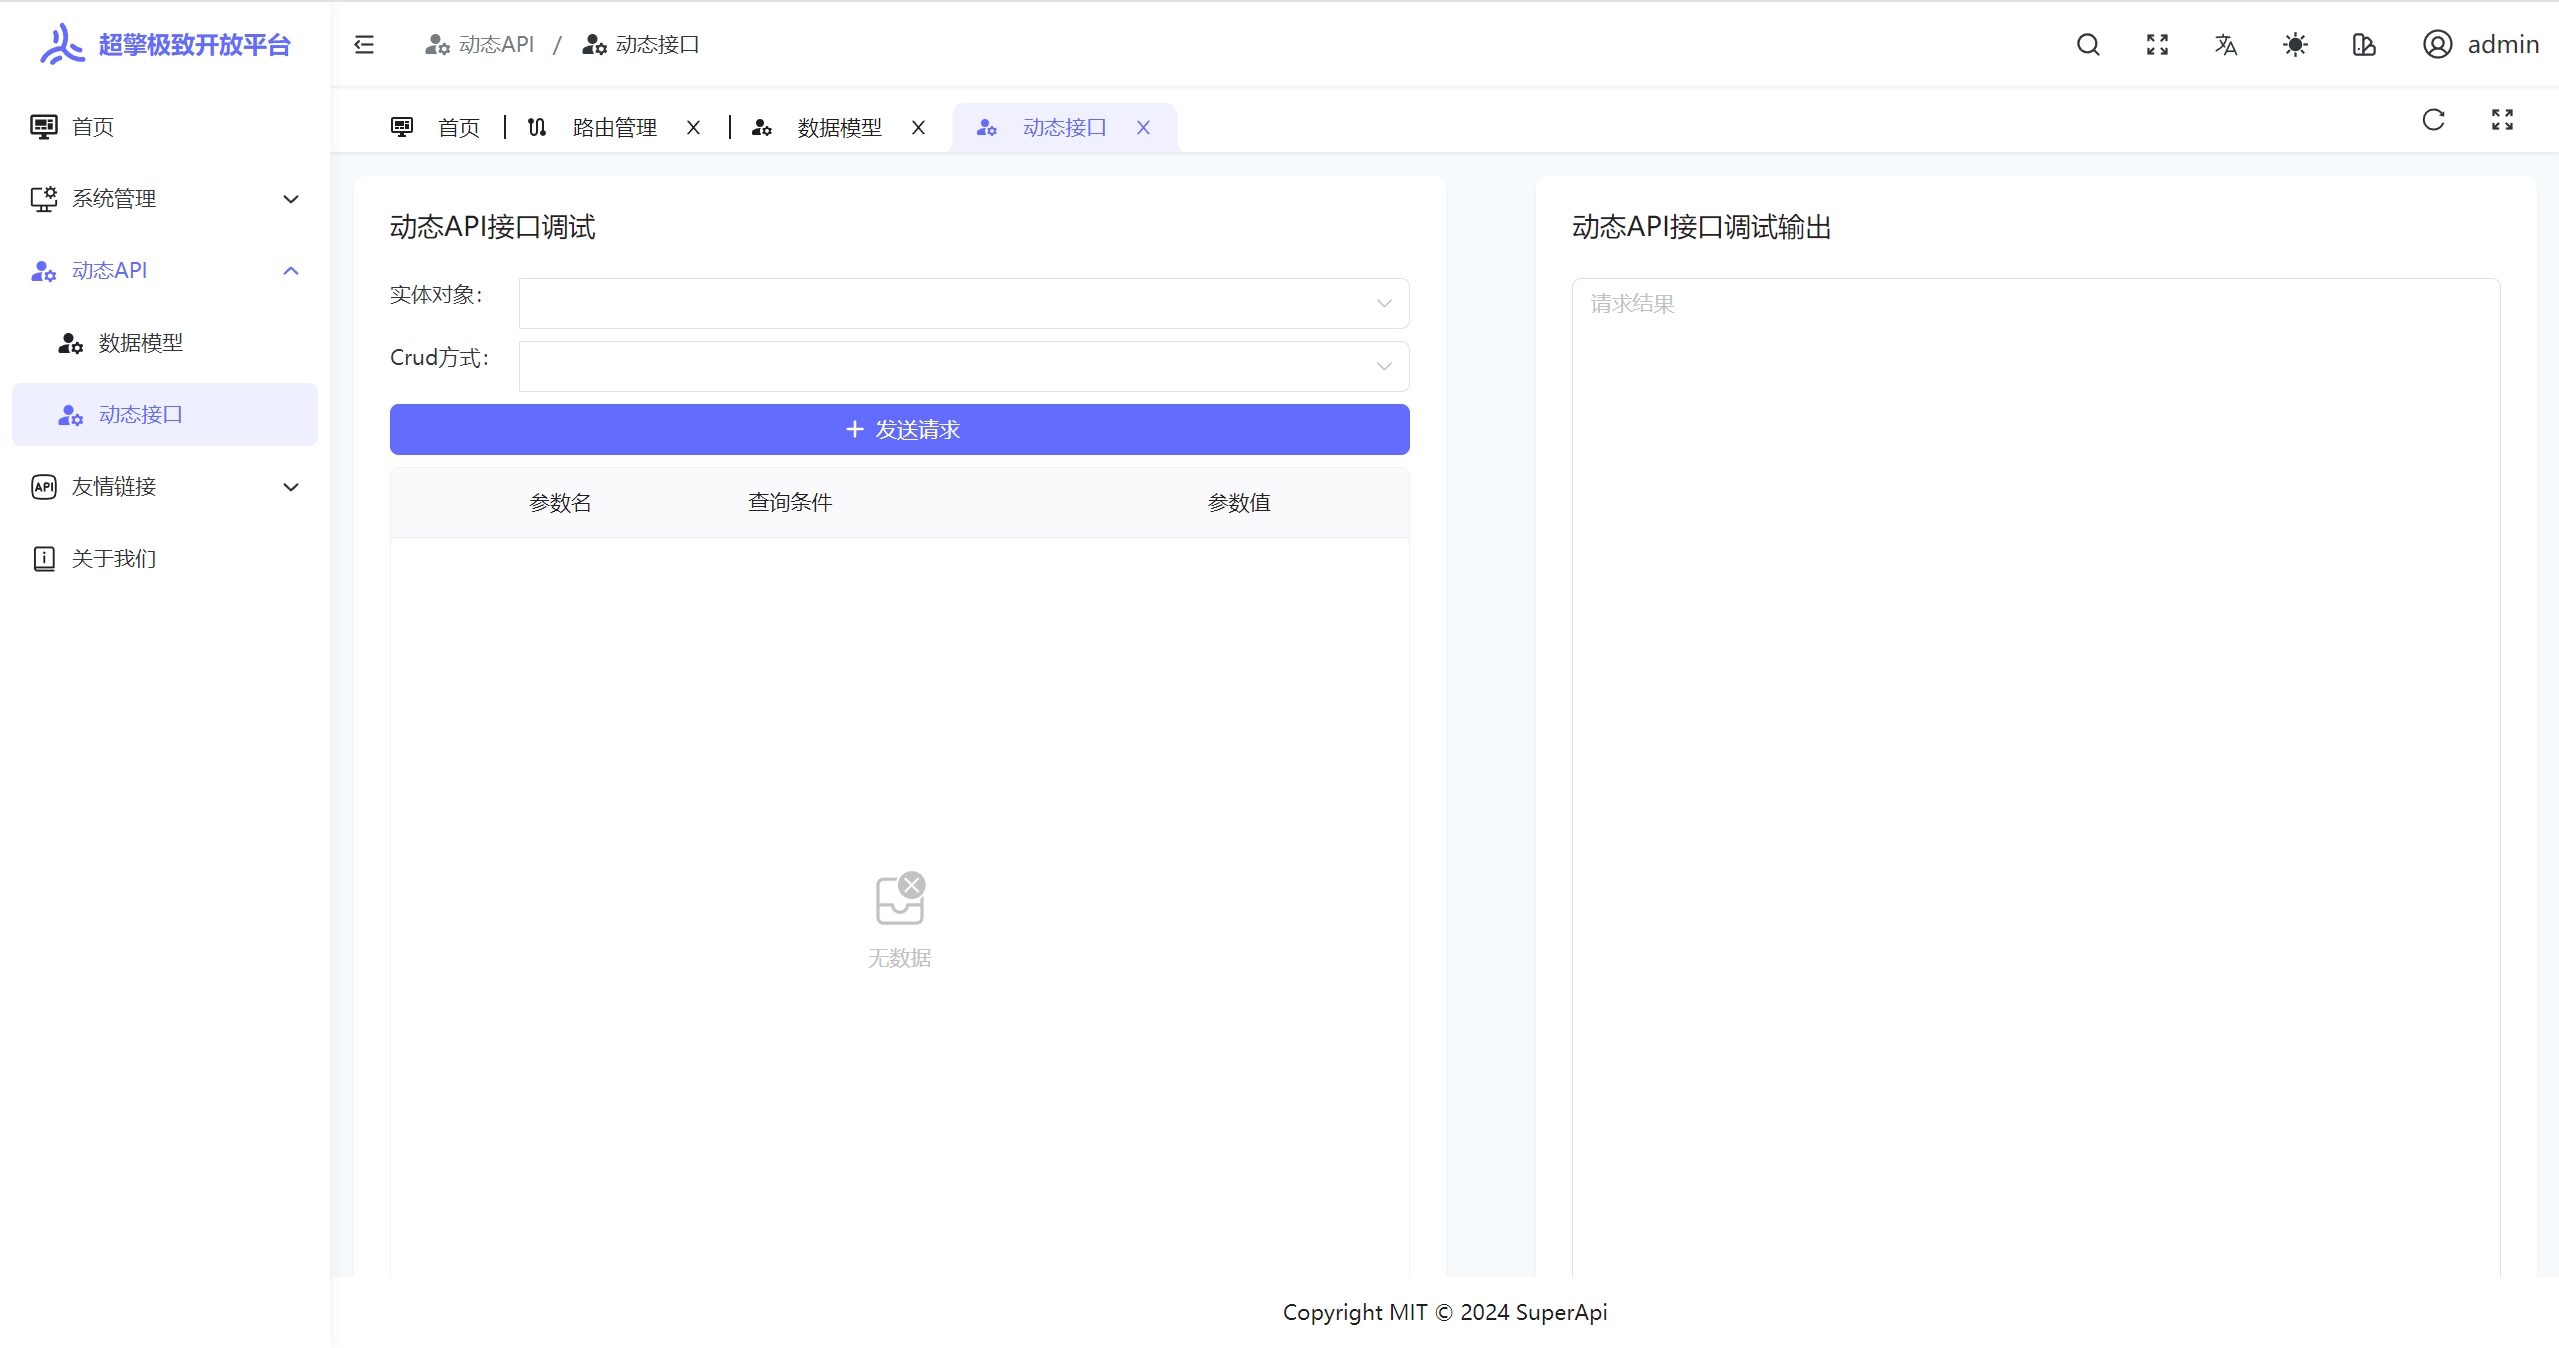 超擎极致开放平台
动态API / 动态接口
admin
首页
系统管理
动态API
数据模型
动态接口
API 友情链接
关于我们
首页
路由管理
数据模型
动态接口
动态API接口调试
实体对象：
Crud方式：
发送请求
参数名 查询条件 参数值
无数据
动态API接口调试输出
请求结果
Copyright MIT © 2024 SuperApi